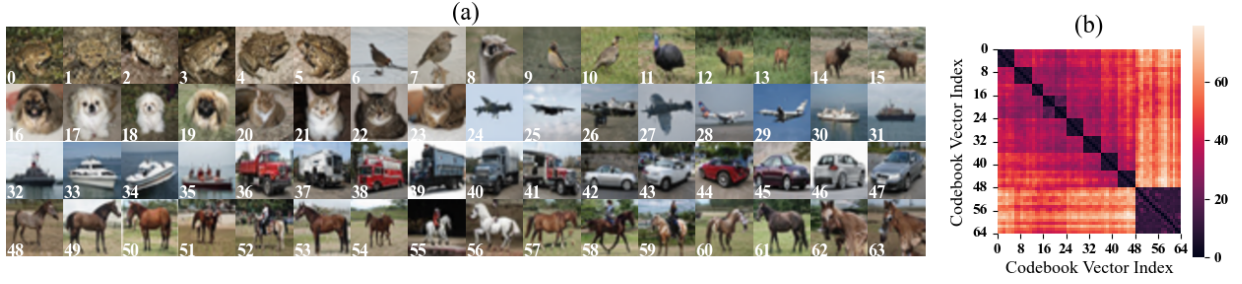 (a)
0 1 2 3 4 5 6 7 8 9 10 11 12 13 14 15
16 17 18 19 20 21 22 23 24 25 26 27 28 29 30 31
32 33 34 35 36 37 38 39 40 41 42 43 44 45 46 47
48 49 50 51 52 53 54 55 56 57 58 59 60 61 62 63
(b)
Codebook Vector Index
0
8
16
24
32
40
48
56
64
0 8 16 24 32 40 48 56 64
Codebook Vector Index
60
40
20
0